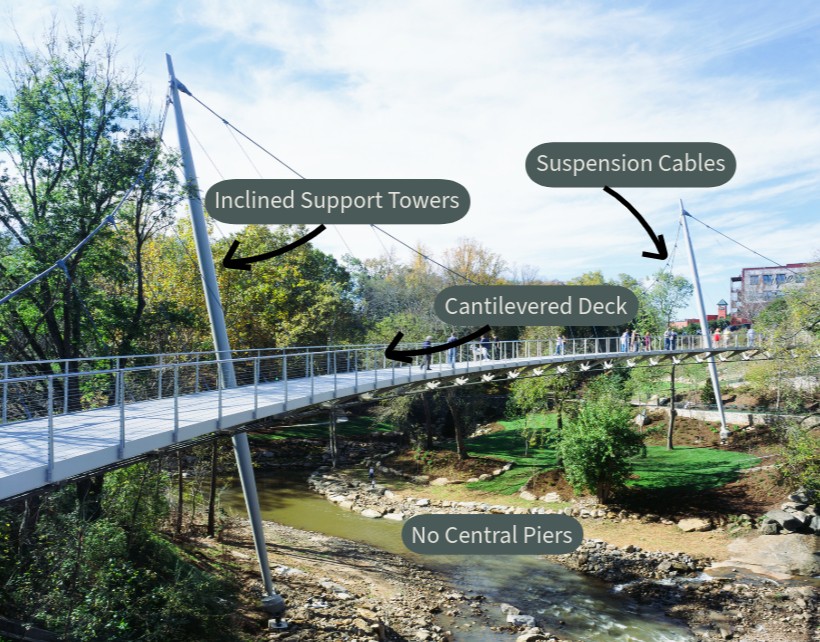 Suspension Cables
Inclined Support Towers
Cantilevered Deck
No Central Piers